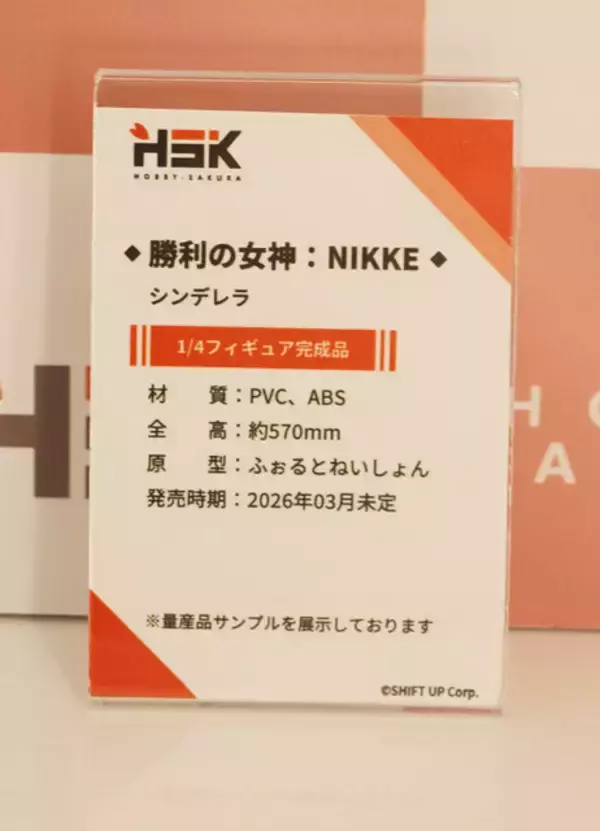 HSK
HOBBY-SAKURA
◆ 勝利の女神：NIKKE ◆
シンデレラ
1/4フィギュア完成品
材　　質：PVC、ABS
全　　高：約570mm
原　　型：ふぉるとねいしょん
発売時期：2026年03月未定
※量産品サンプルを展示しております
©SHIFT UP Corp.
H
H O
A